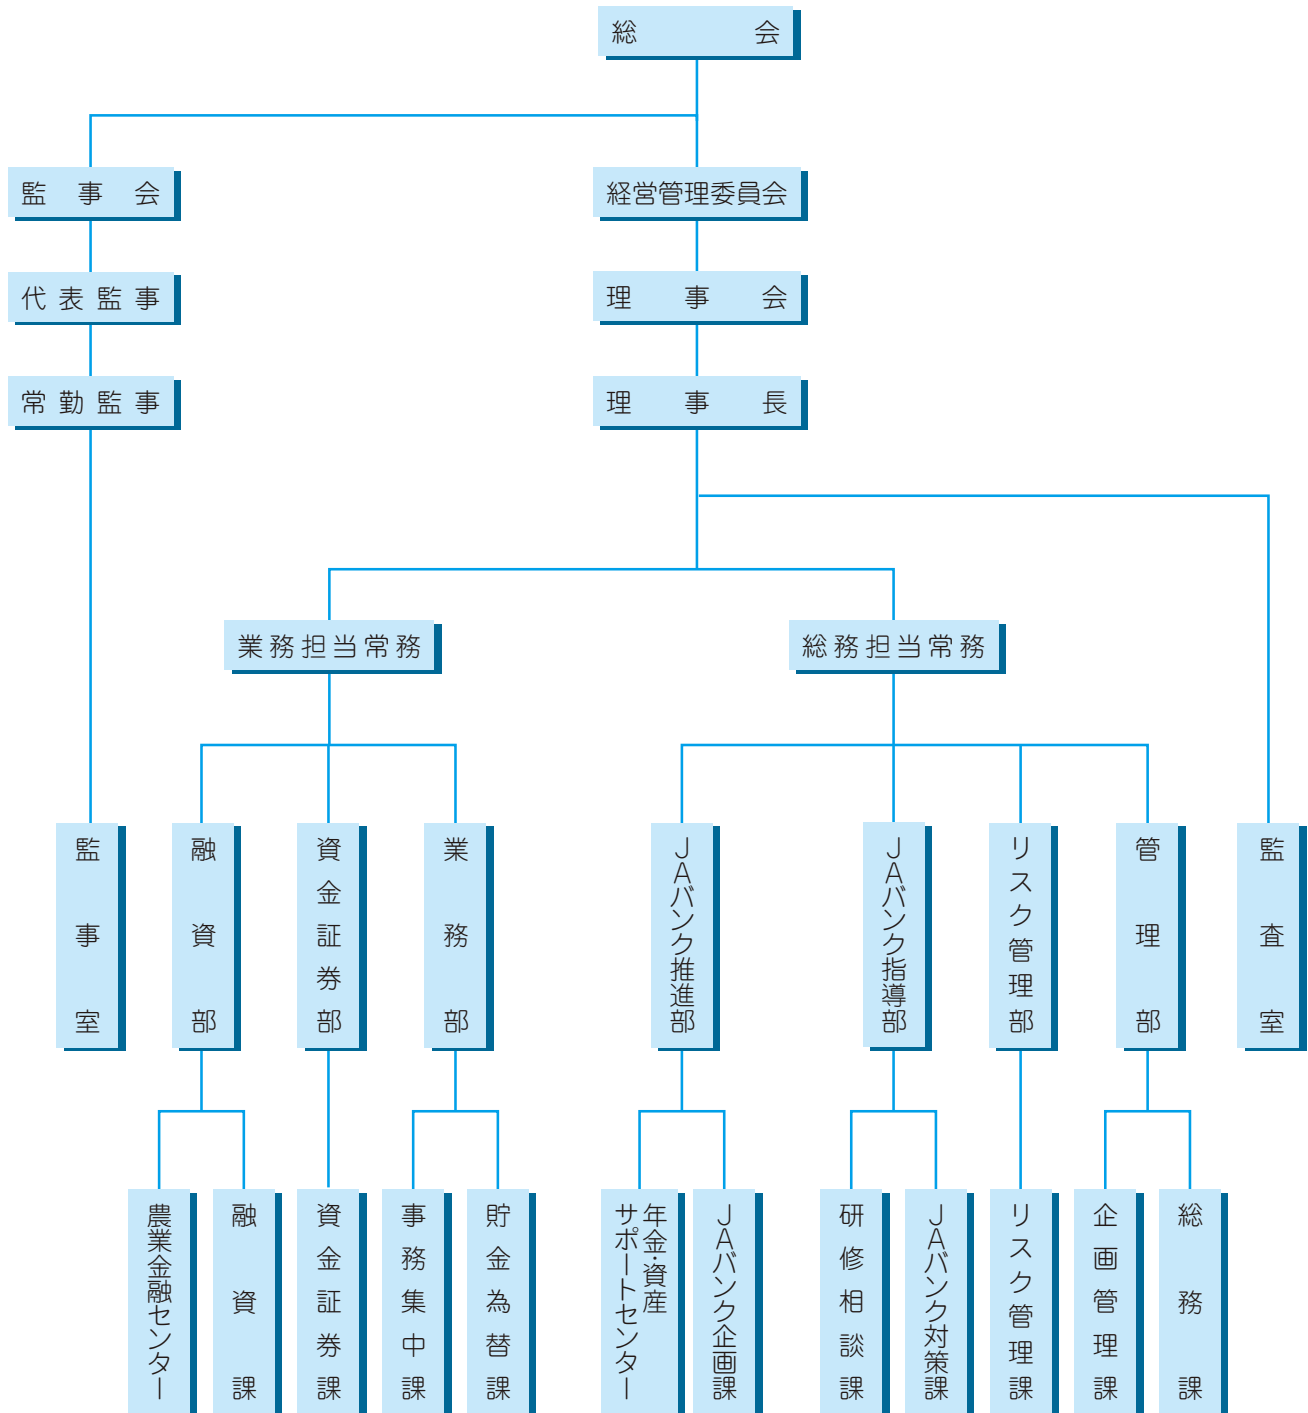 総会
監事会
経営管理委員会
代表監事
理事会
常勤監事
理事長
業務担当常務
総務担当常務
監事室
融資部
資金証券部
業務部
JAバンク推進部
JAバンク指導部
リスク管理部
管理部
監査室
農業金融センター
融資課
資金証券課
事務集中課
貯金為替課
年金・資産
サポートセンター
JAバンク企画課
研修相談課
JAバンク対策課
リスク管理課
企画管理課
総務課